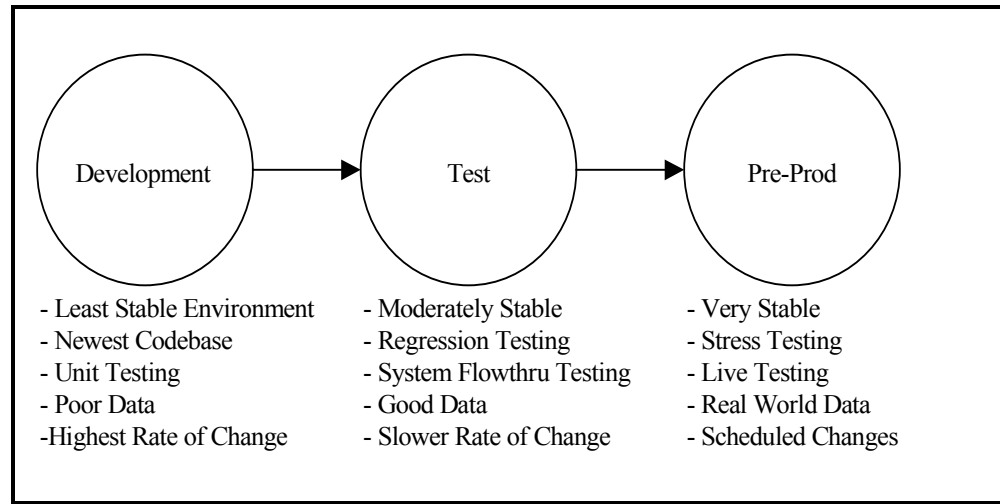 Development
Test
Pre-Prod
- Least Stable Environment
- Newest Codebase
- Unit Testing
- Poor Data
-Highest Rate of Change
- Moderately Stable
- Regression Testing
- System Flowthru Testing
- Good Data
- Slower Rate of Change
- Very Stable
- Stress Testing
- Live Testing
- Real World Data
- Scheduled Changes